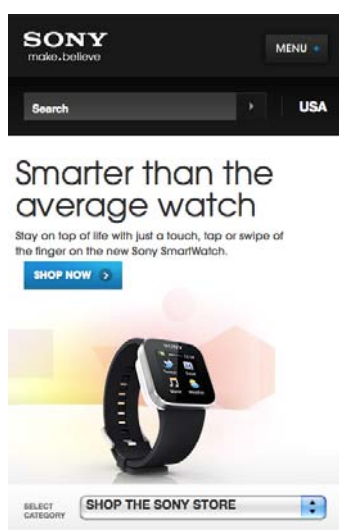 SONY
make.believe
MENU +
Search
USA
Smarter than the
average watch
Stay on top of life with just a touch, tap or swipe of
the finger on the new Sony SmartWatch.
SHOP NOW
SONY
SELECT
CATEGORY
SHOP THE SONY STORE